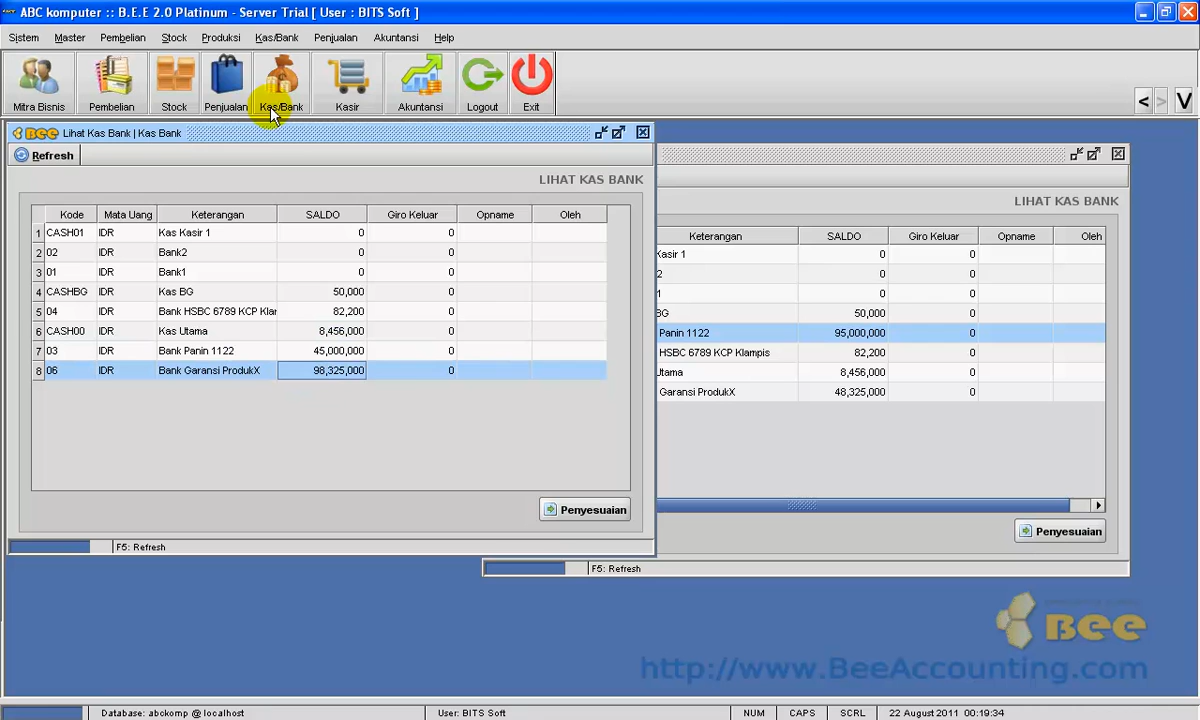 ABC komputer :: B.E.E 2.0 Platinum - Server Trial [ User : BITS Soft ]
Sistem Master Pembelian Stock Produksi Kas/Bank Penjualan Akuntansi Help
Mitra Bisnis Pembelian Stock Penjualan Kas/Bank Kasir Akuntansi Logout Exit < > V
BEE Lihat Kas Bank | Kas Bank
Refresh
LIHAT KAS BANK
Kode Mata Uang Keterangan SALDO Giro Keluar Opname Oleh
1 CASH01 IDR Kas Kasir 1 0 0
2 02 IDR Bank2 0 0
3 01 IDR Bank1 0 0
4 CASHBG IDR Kas BG 50,000 0
5 04 IDR Bank HSBC 6789 KCP Klar 82,200 0
6 CASH00 IDR Kas Utama 8,456,000 0
7 03 IDR Bank Panin 1122 45,000,000 0
8 06 IDR Bank Garansi ProdukX 98,325,000 0
Penyesuaian
F5: Refresh
LIHAT KAS BANK
Keterangan SALDO Giro Keluar Opname Oleh
Kasir 1 0 0
2 0 0
1 0 0
BG 50,000 0
Panin 1122 95,000,000 0
HSBC 6789 KCP Klampis 82,200 0
Utama 8,456,000 0
Garansi ProdukX 48,325,000 0
Penyesuaian
F5: Refresh
BEE
http://www.BeeAccounting.com
Database: abckomp @ localhost User: BITS Soft NUM CAPS SCRL 22 August 2011 00:19:34